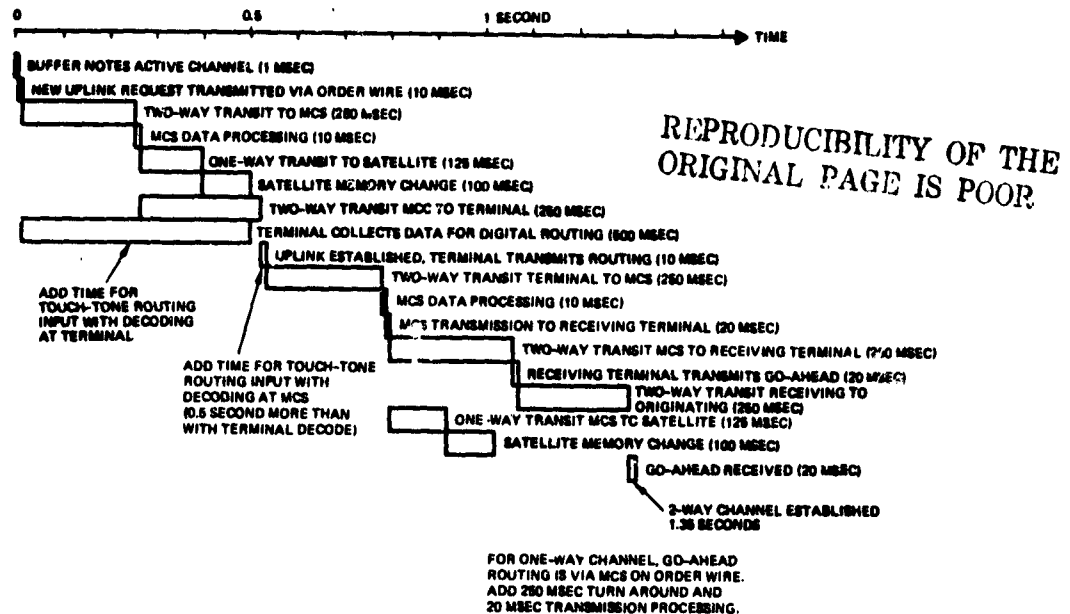 0
0.5
1 SECOND
TIME
BUFFER NOTES ACTIVE CHANNEL (1 MSEC)
NEW UPLINK REQUEST TRANSMITTED VIA ORDER WIRE (10 MSEC)
TWO-WAY TRANSIT TO MCS (250 MSEC)
MCS DATA PROCESSING (10 MSEC)
ONE-WAY TRANSIT TO SATELLITE (125 MSEC)
SATELLITE MEMORY CHANGE (100 MSEC)
TWO-WAY TRANSIT MCC TO TERMINAL (250 MSEC)
TERMINAL COLLECTS DATA FOR DIGITAL ROUTING (500 MSEC)
UPLINK ESTABLISHED, TERMINAL TRANSMITS ROUTING (10 MSEC)
TWO-WAY TRANSIT TERMINAL TO MCS (250 MSEC)
MCS DATA PROCESSING (10 MSEC)
MCS TRANSMISSION TO RECEIVING TERMINAL (20 MSEC)
TWO-WAY TRANSIT MCS TO RECEIVING TERMINAL (250 MSEC)
RECEIVING TERMINAL TRANSMITS GO-AHEAD (20 MSEC)
TWO-WAY TRANSIT RECEIVING TO
ORIGINATING (250 MSEC)
ONE-WAY TRANSIT MCS TO SATELLITE (125 MSEC)
SATELLITE MEMORY CHANGE (100 MSEC)
GO-AHEAD RECEIVED (20 MSEC)
2-WAY CHANNEL ESTABLISHED
1.35 SECONDS
ADD TIME FOR
TOUCH-TONE ROUTING
INPUT WITH DECODING
AT TERMINAL
ADD TIME FOR TOUCH-TONE
ROUTING INPUT WITH
DECODING AT MCS
(0.5 SECOND MORE THAN
WITH TERMINAL DECODE)
FOR ONE-WAY CHANNEL, GO-AHEAD
ROUTING IS VIA MCS ON ORDER WIRE.
ADD 250 MSEC TURN AROUND AND
20 MSEC TRANSMISSION PROCESSING.
REPRODUCIBILITY OF THE
ORIGINAL PAGE IS POOR